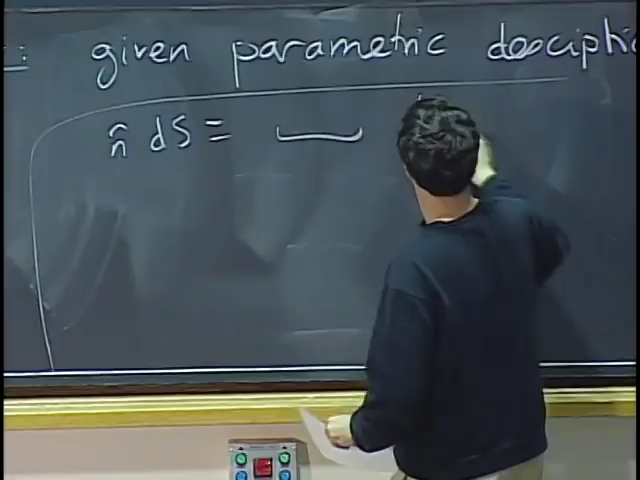 : given parametric
n̂ dS =